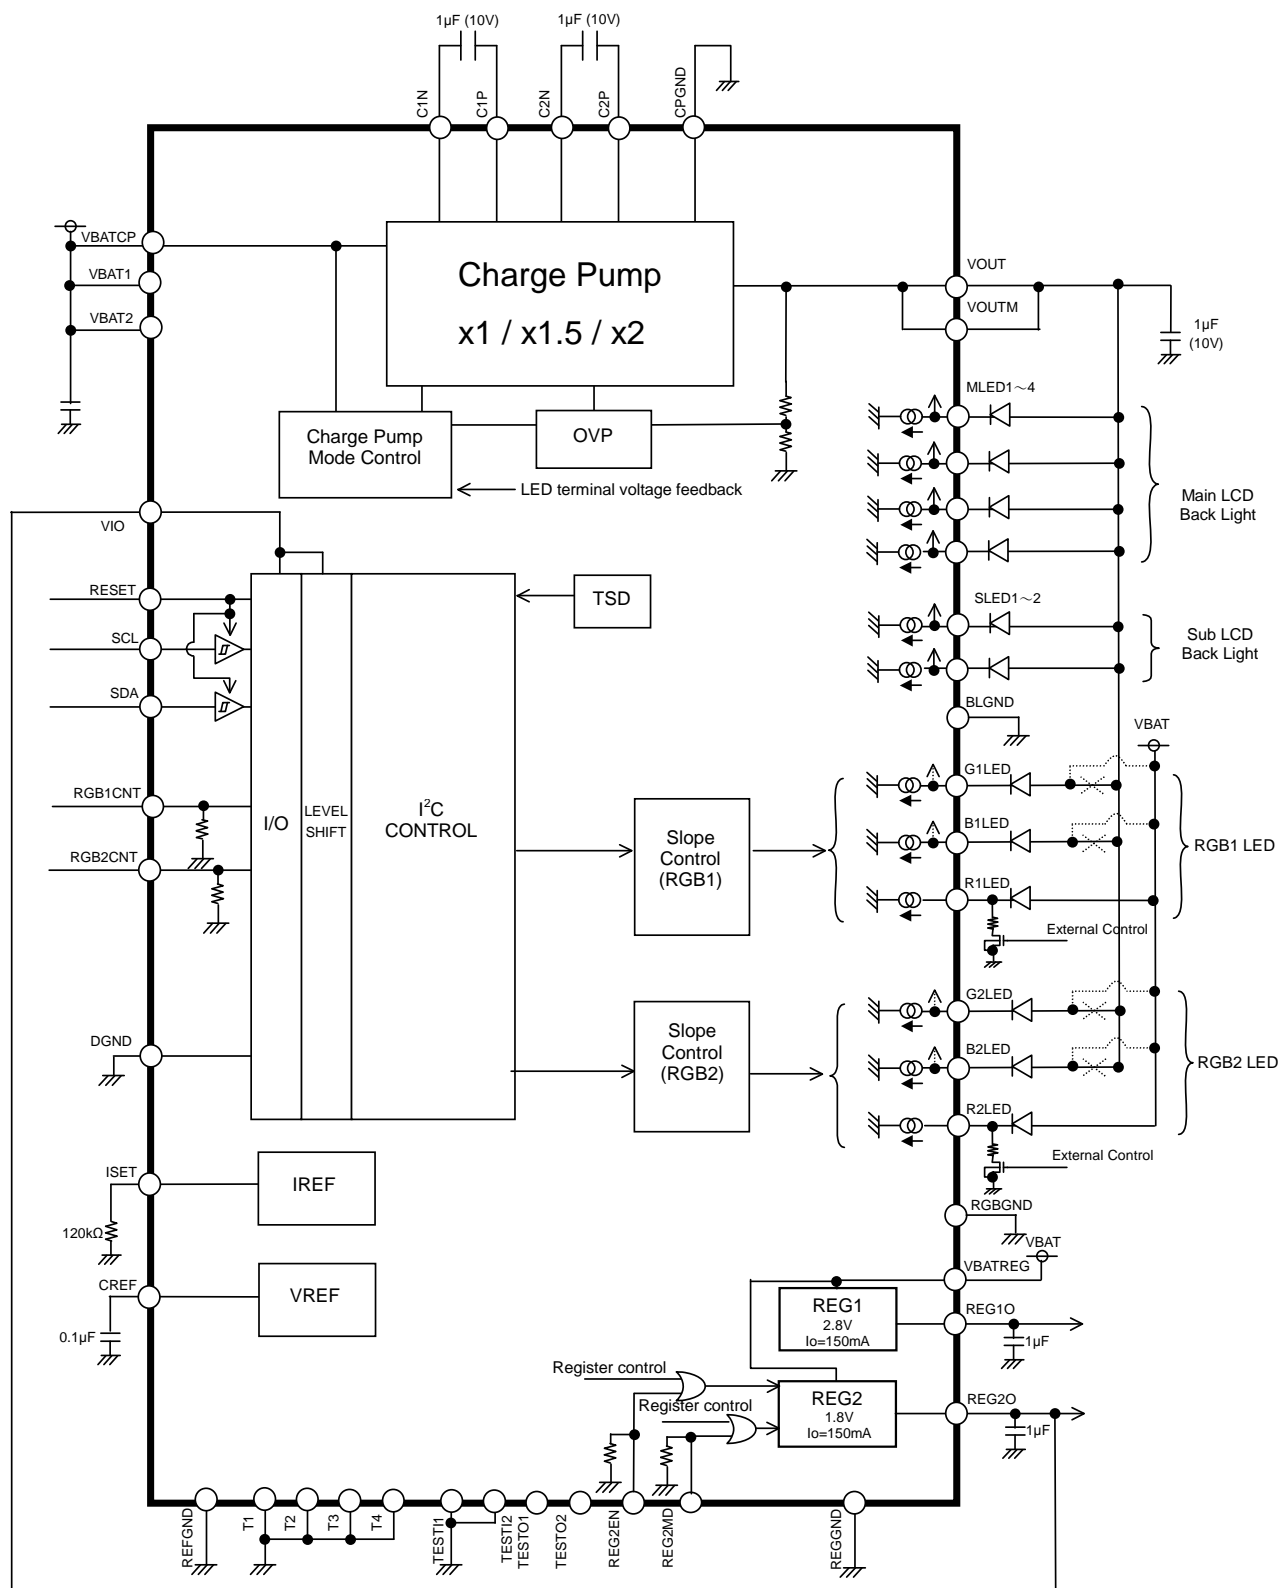 1μF (10V)
1μF (10V)
C1N
C1P
C2N
C2P
CPGND
VBATCP
VBAT1
VBAT2
Charge Pump
x1 / x1.5 / x2
VOUT
VOUTM
1μF
(10V)
Charge Pump
Mode Control
OVP
LED terminal voltage feedback
MLED1～4
Main LCD
Back Light
VIO
RESET
SCL
SDA
TSD
SLED1～2
Sub LCD
Back Light
BLGND
VBAT
RGB1CNT
RGB2CNT
I/O
LEVEL
SHIFT
I²C
CONTROL
Slope
Control
(RGB1)
G1LED
B1LED
R1LED
RGB1 LED
External Control
DGND
Slope
Control
(RGB2)
G2LED
B2LED
R2LED
RGB2 LED
External Control
ISET
120kΩ
IREF
RGBGND
VBAT
VBATREG
CREF
0.1μF
VREF
REG1
2.8V
Io=150mA
REG1O
1μF
Register control
Register control
REG2
1.8V
Io=150mA
REG2O
1μF
REFGND
T1
T2
T3
T4
TESTI1
TESTI2
TESTO1
TESTO2
REG2EN
REG2MD
REGGND